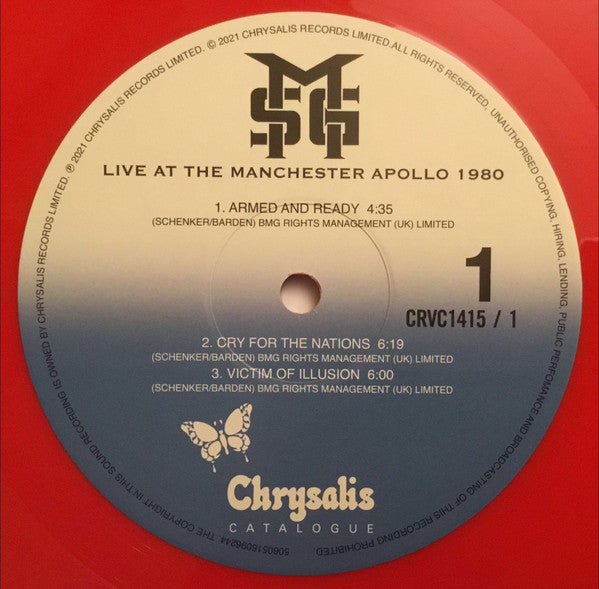 ℗ 2021 CHRYSALIS RECORDS LIMITED. © 2021 CHRYSALIS RECORDS LIMITED. ALL RIGHTS RESERVED. UNAUTHORISED COPYING, HIRING, LENDING, PUBLIC PERFOMANCE AND BROADCASTING OF THIS RECORD PROHIBITED
MSG
LIVE AT THE MANCHESTER APOLLO 1980
1. ARMED AND READY 4:35
(SCHENKER/BARDEN) BMG RIGHTS MANAGEMENT (UK) LIMITED
1
CRVC1415 / 1
2. CRY FOR THE NATIONS 6:19
(SCHENKER/BARDEN) BMG RIGHTS MANAGEMENT (UK) LIMITED
3. VICTIM OF ILLUSION 6:00
(SCHENKER/BARDEN) BMG RIGHTS MANAGEMENT (UK) LIMITED
Chrysalis
CATALOGUE
5060516096244 THE COPYRIGHT IN THIS SOUND RECORDING IS OWNED BY CHRYSALIS RECORDS LIMITED.